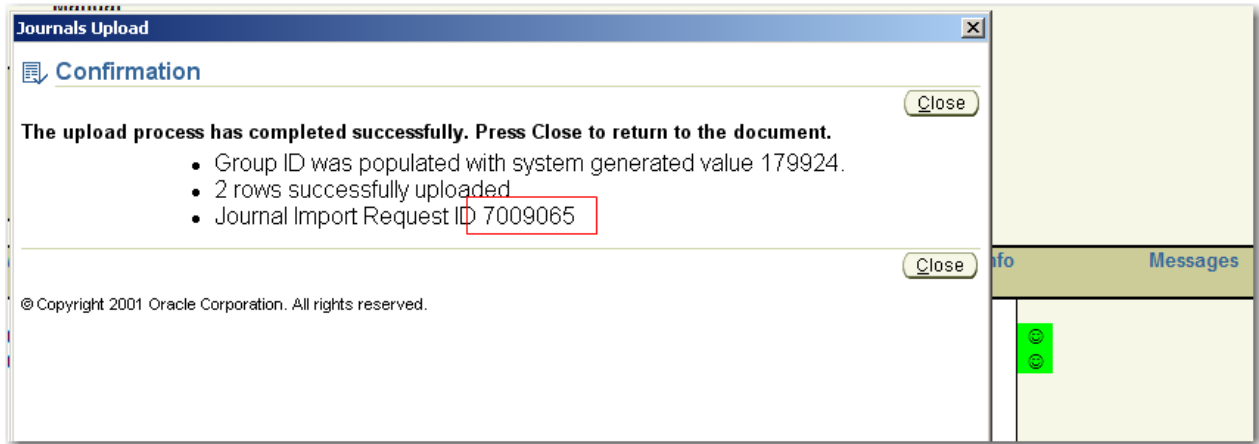 Manual
Journals Upload
Confirmation
Close
The upload process has completed successfully. Press Close to return to the document.
• Group ID was populated with system generated value 179924.
• 2 rows successfully uploaded
• Journal Import Request ID 7009065
Close
nfo Messages
© Copyright 2001 Oracle Corporation. All rights reserved.